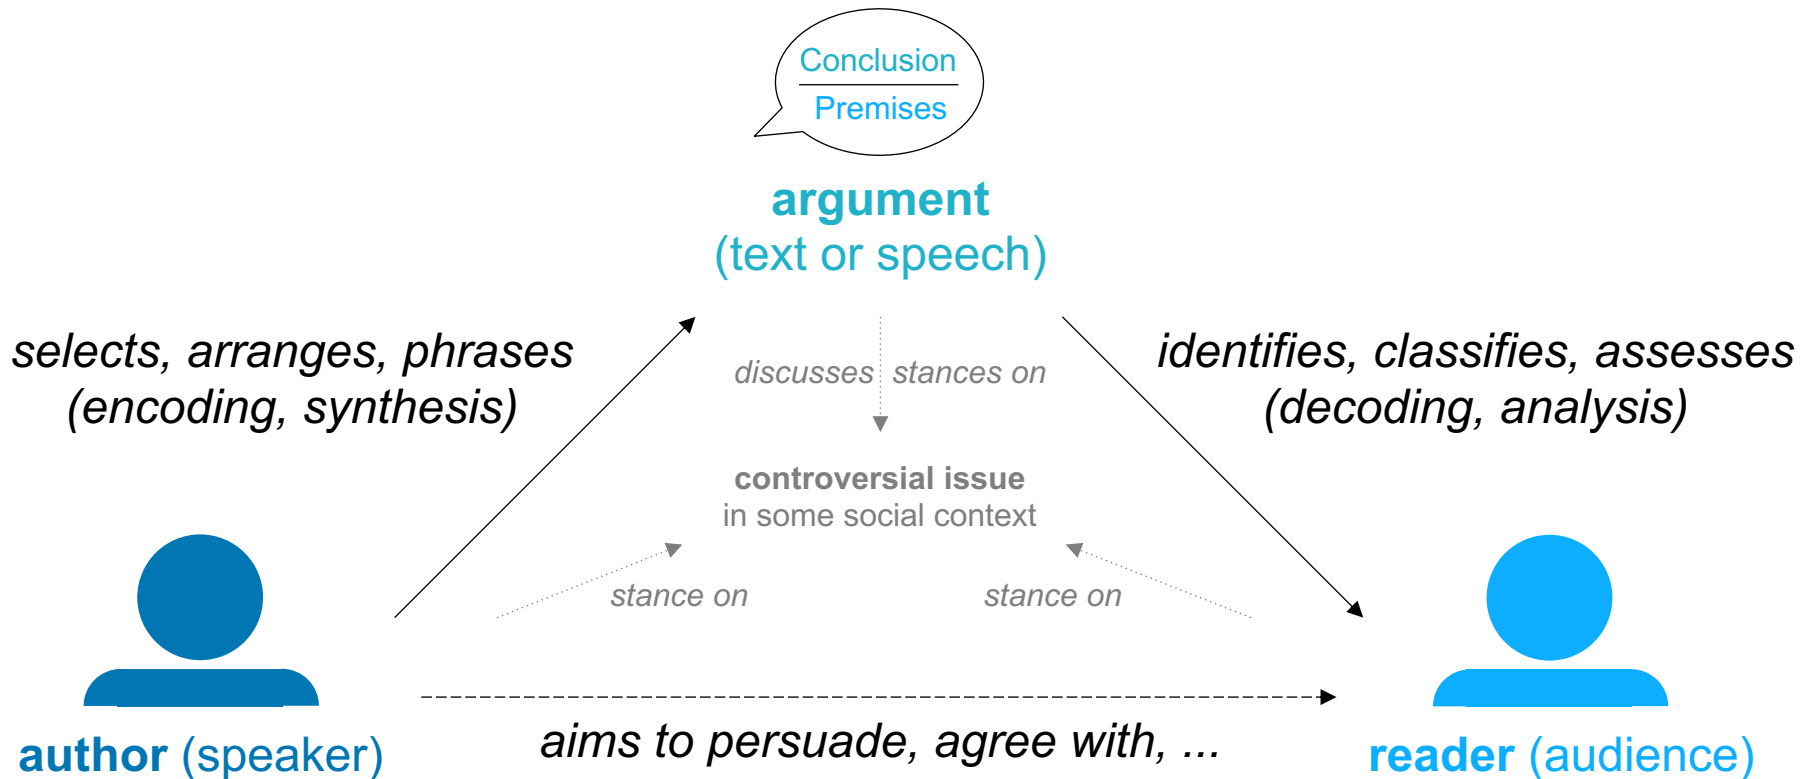 Conclusion
Premises
argument
(text or speech)
selects, arranges, phrases
(encoding, synthesis)
discusses stances on
identifies, classifies, assesses
(decoding, analysis)
controversial issue
in some social context
stance on
stance on
author (speaker)
aims to persuade, agree with, ...
reader (audience)